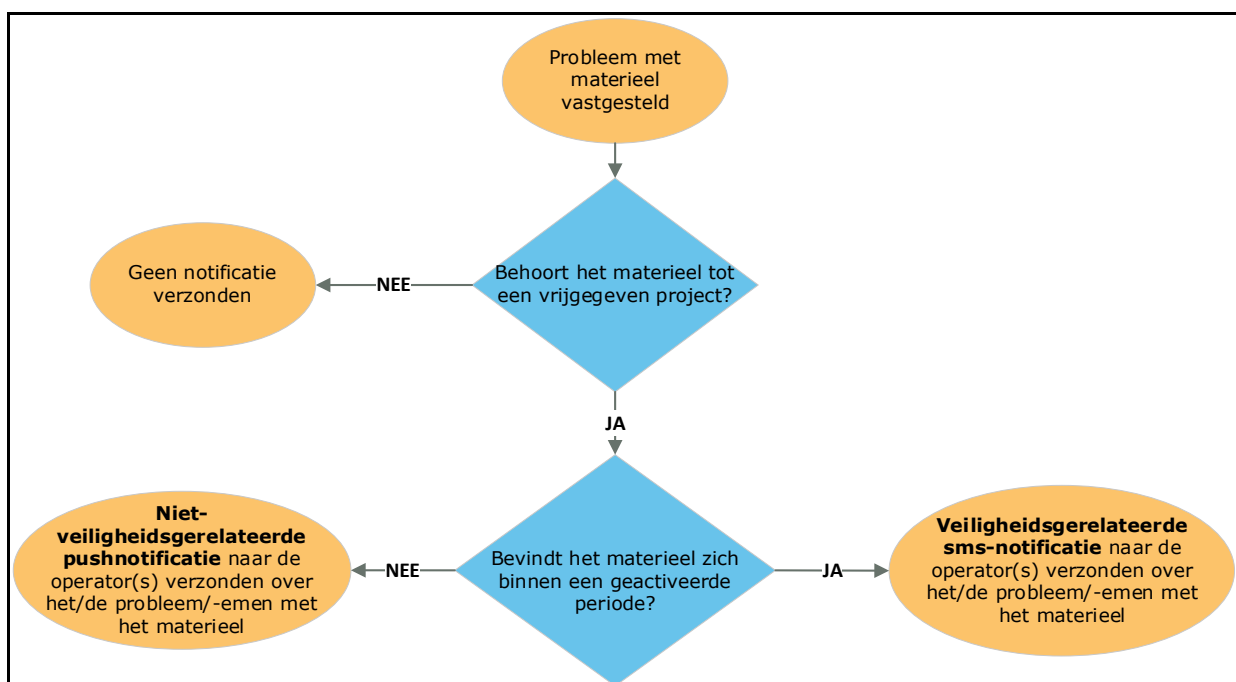 Probleem met
materieel
vastgesteld
Behoort het materieel tot
een vrijgegeven project?
NEE
Geen notificatie
verzonden
JA
Bevindt het materieel zich
binnen een geactiveerde
periode?
NEE
Niet-
veiligheidsgerelateerde
pushnotificatie naar de
operator(s) verzonden over
het/de probleem/-emen met
het materieel
JA
Veiligheidsgerelateerde
sms-notificatie naar de
operator(s) verzonden over
het/de probleem/-emen met
het materieel